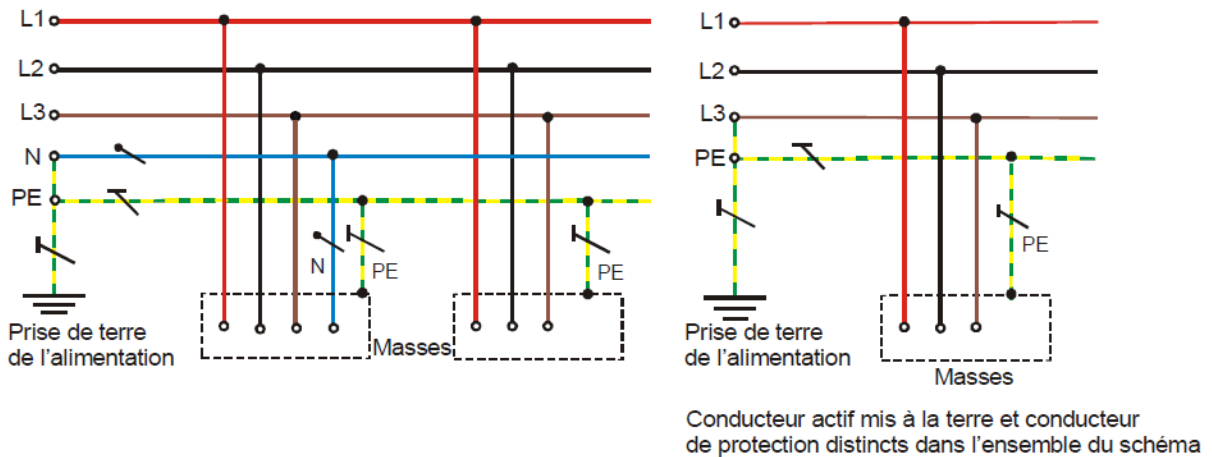 L1
L2
L3
N
PE
N
PE
PE
Prise de terre
de l'alimentation
Masses
L1
L2
L3
PE
PE
Prise de terre
de l'alimentation
Masses
Conducteur actif mis à la terre et conducteur
de protection distincts dans l'ensemble du schéma